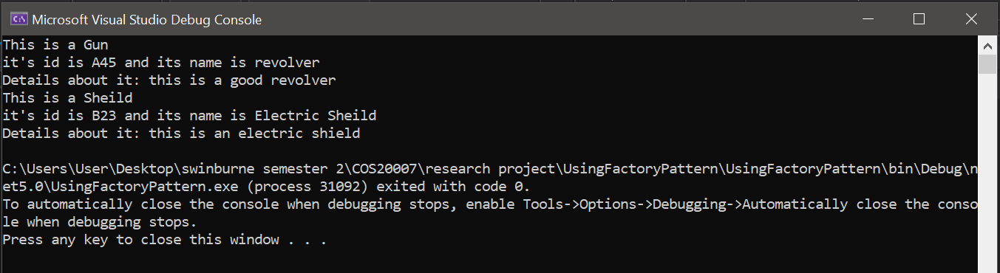 Microsoft Visual Studio Debug Console
This is a Gun
it's id is A45 and its name is revolver
Details about it: this is a good revolver
This is a Sheild
it's id is B23 and its name is Electric Sheild
Details about it: this is an electric shield
C:\Users\User\Desktop\swinburne semester 2\COS20007\research project\UsingFactoryPattern\UsingFactoryPattern\bin\Debug\n
et5.0\UsingFactoryPattern.exe (process 31092) exited with code 0.
To automatically close the console when debugging stops, enable Tools->Options->Debugging->Automatically close the conso
le when debugging stops.
Press any key to close this window . . .